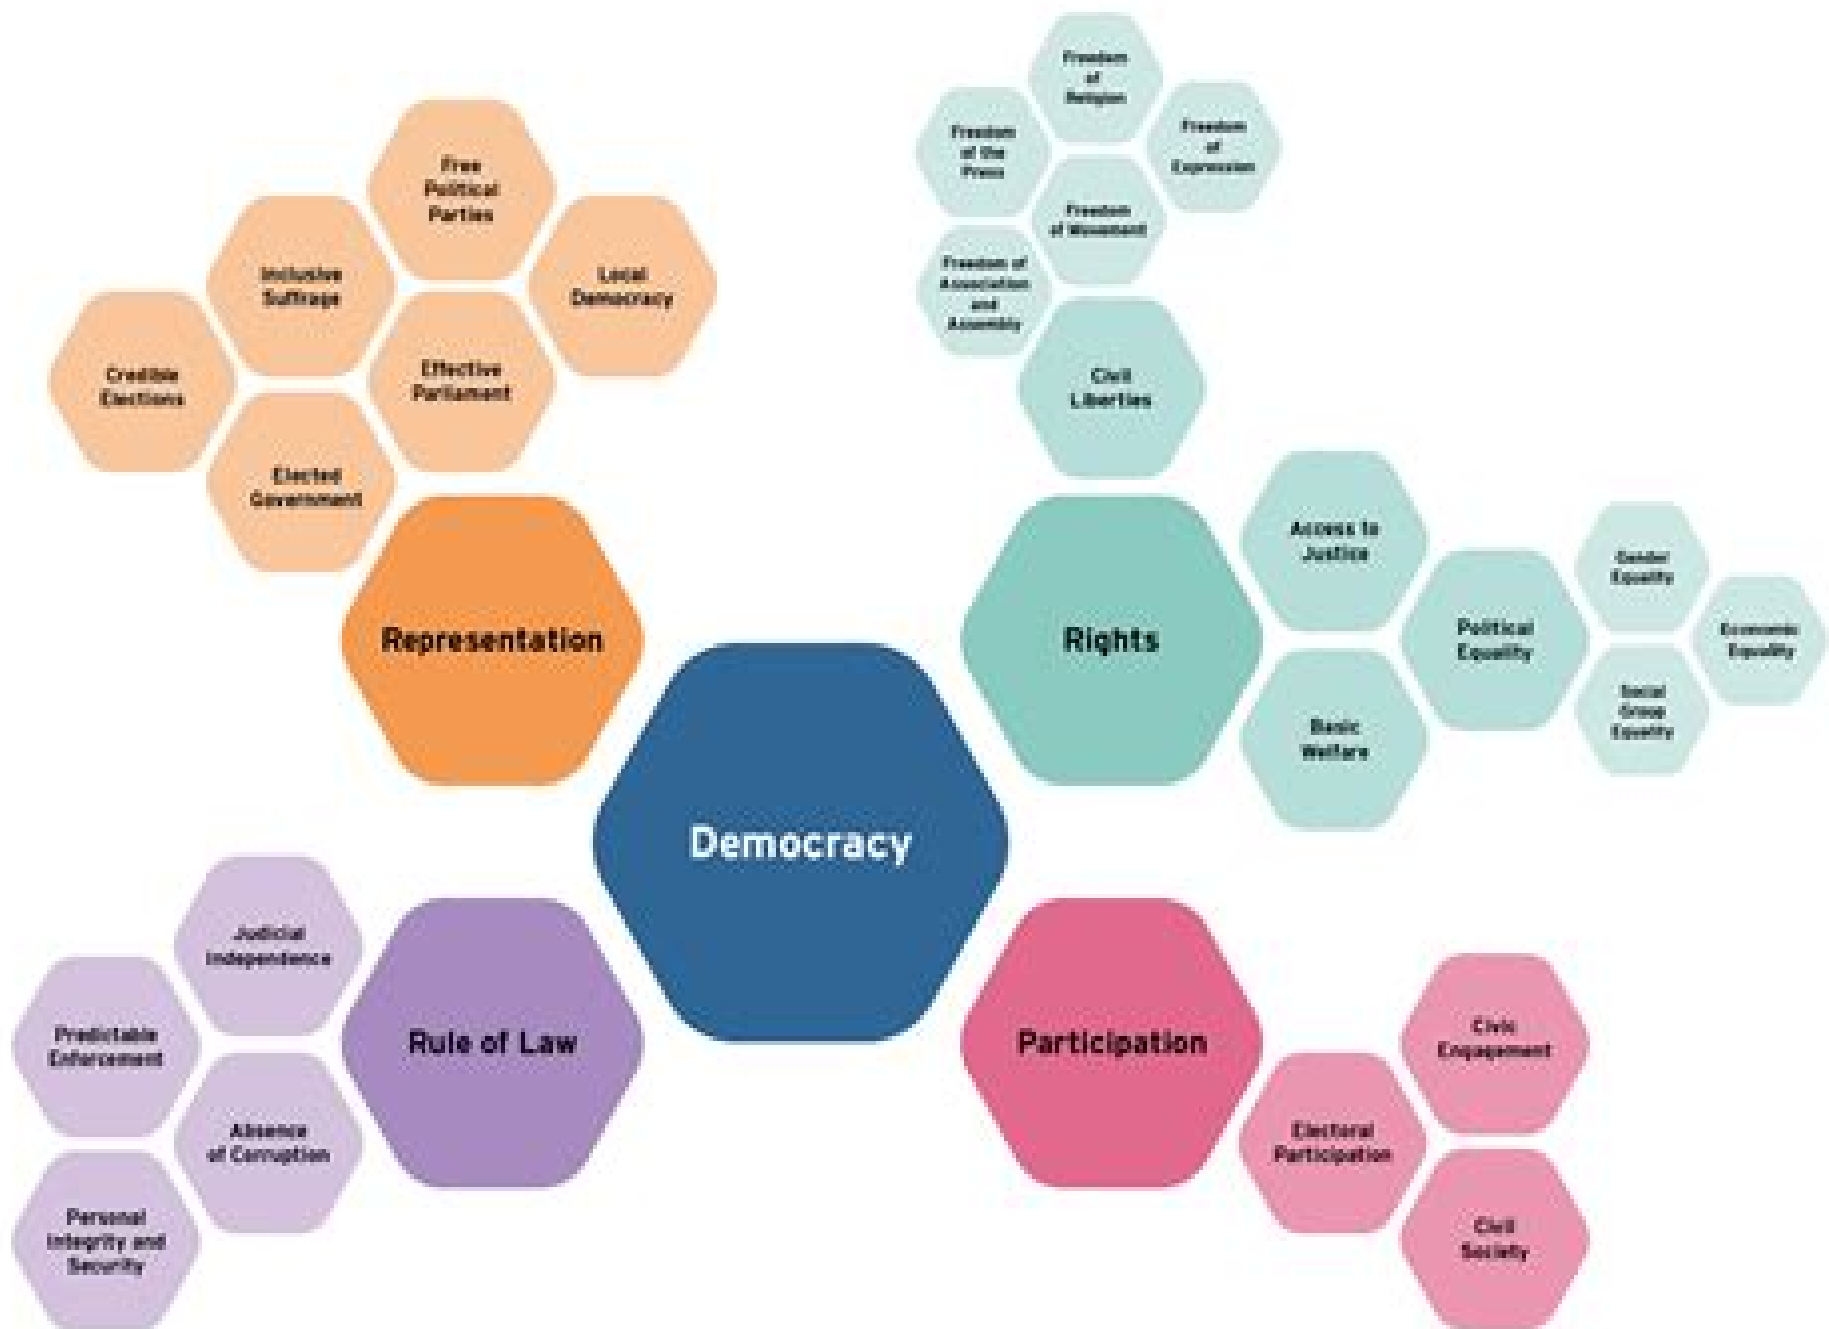 Freedom
of
Religion
Freedom
of the
Press
Freedom
of
Expression
Freedom
of Movement
Freedom of
Association
and
Assembly
Civil
Liberties
Free
Political
Parties
Inclusive
Suffrage
Local
Democracy
Credible
Elections
Effective
Parliament
Elected
Government
Representation
Rights
Access to
Justice
Political
Equality
Gender
Equality
Economic
Equality
Social
Group
Equality
Basic
Welfare
Democracy
Judicial
Independence
Predictable
Enforcement
Absence
of Corruption
Personal
Integrity and
Security
Rule of Law
Participation
Civic
Engagement
Electoral
Participation
Civil
Society